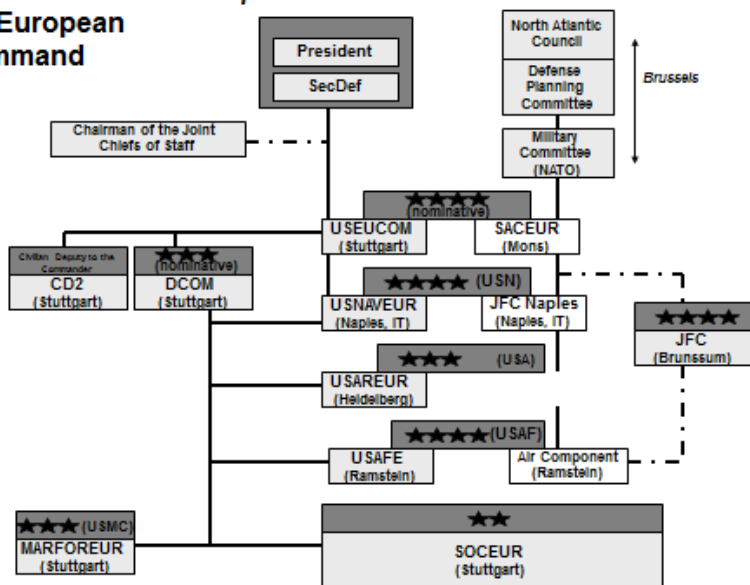 European
mmand
President
SecDef
North Atlantic
Council
Defense
Planning
Committee
Military
Committee
(NATO)
Brussels
Chairman of the Joint
Chiefs of Staff
(nominative)
USEUCOM
(Stuttgart)
SACEUR
(Mons)
Civilian Deputy to the
Commander
CD2
(Stuttgart)
(nominative)
DCOM
(Stuttgart)
(USN)
USNAVEUR
(Naples, IT)
JFC Naples
(Naples, IT)
JFC
(Brunssum)
(USA)
USAREUR
(Heidelberg)
(USAF)
USAFE
(Ramstein)
Air Component
(Ramstein)
(USMC)
MARFOREUR
(Stuttgart)
SOCEUR
(Stuttgart)